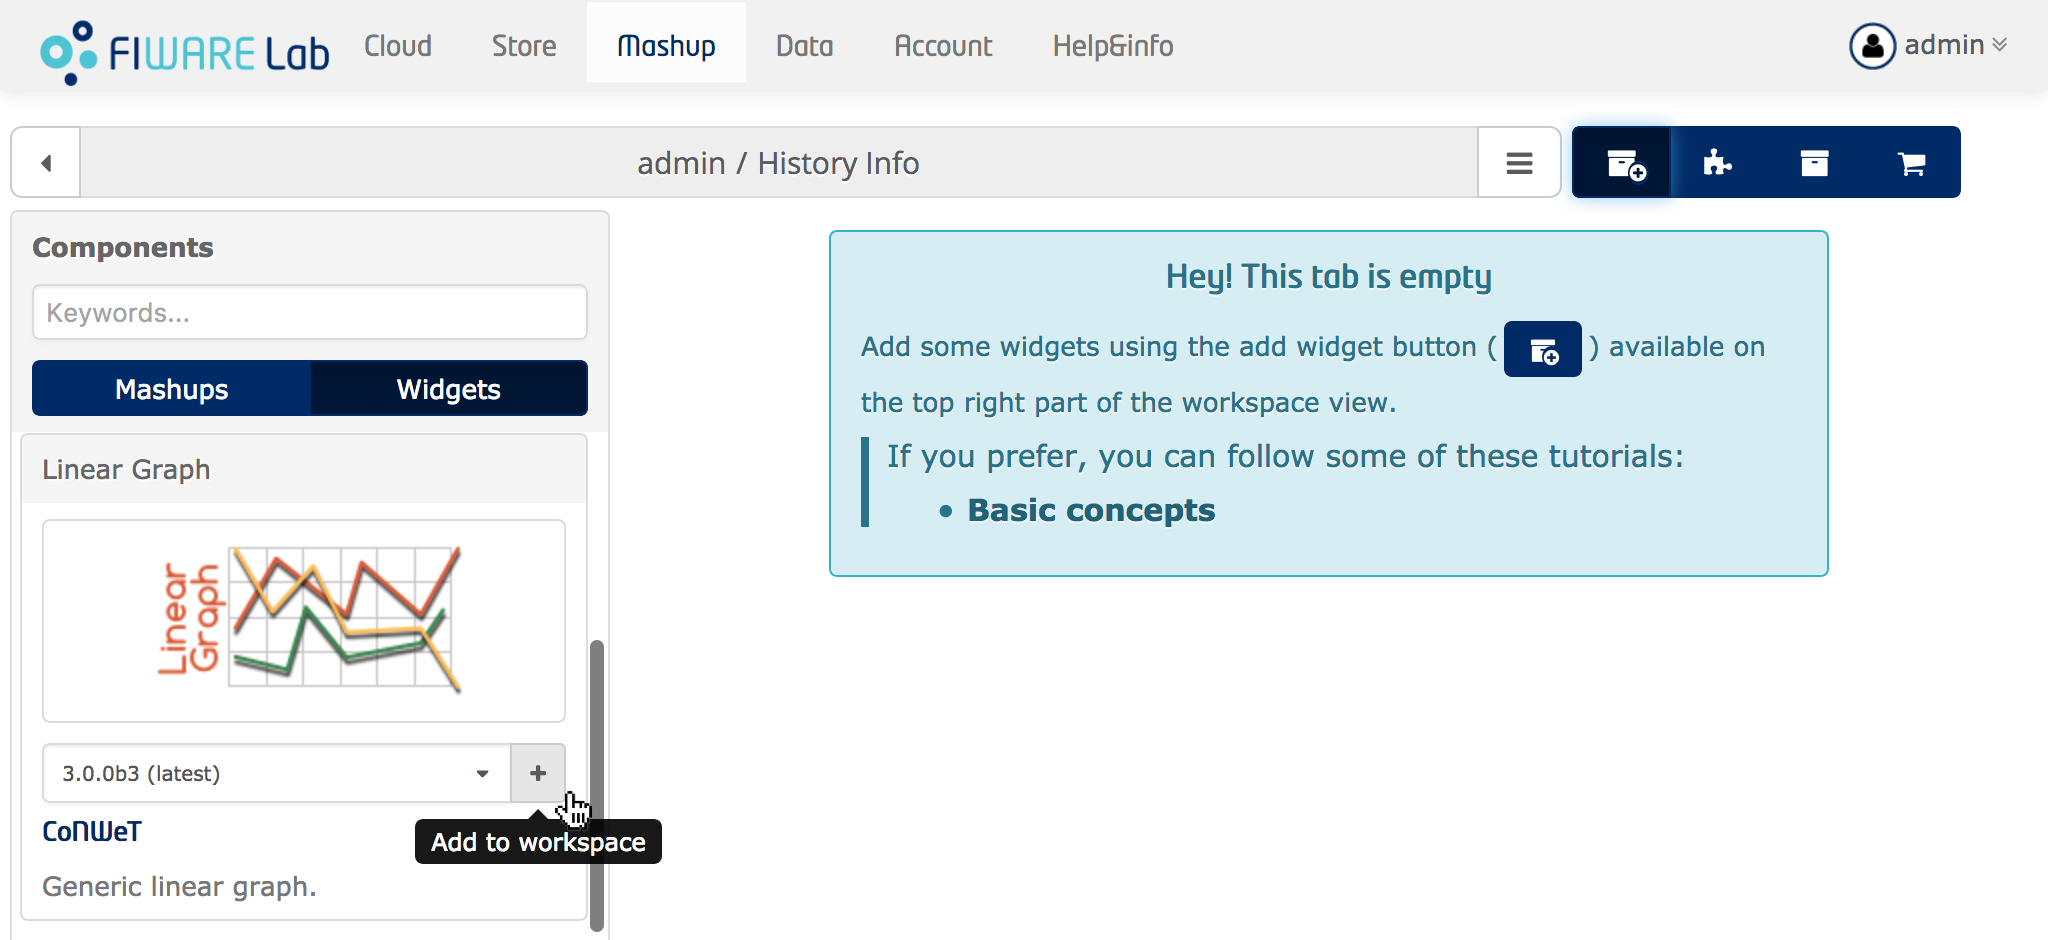 FIWARE Lab
Cloud
Store
Mashup
Data
Account
Help&info
admin
admin / History Info
Components
Keywords...
Mashups
Widgets
Linear Graph
Linear
Graph
3.0.0b3 (latest)
+
CoNWeT
Add to workspace
Generic linear graph.
Hey! This tab is empty
Add some widgets using the add widget button ( ) available on
the top right part of the workspace view.
If you prefer, you can follow some of these tutorials:
• Basic concepts